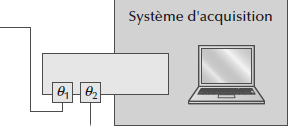 Système d'acquisition
θ1 θ2